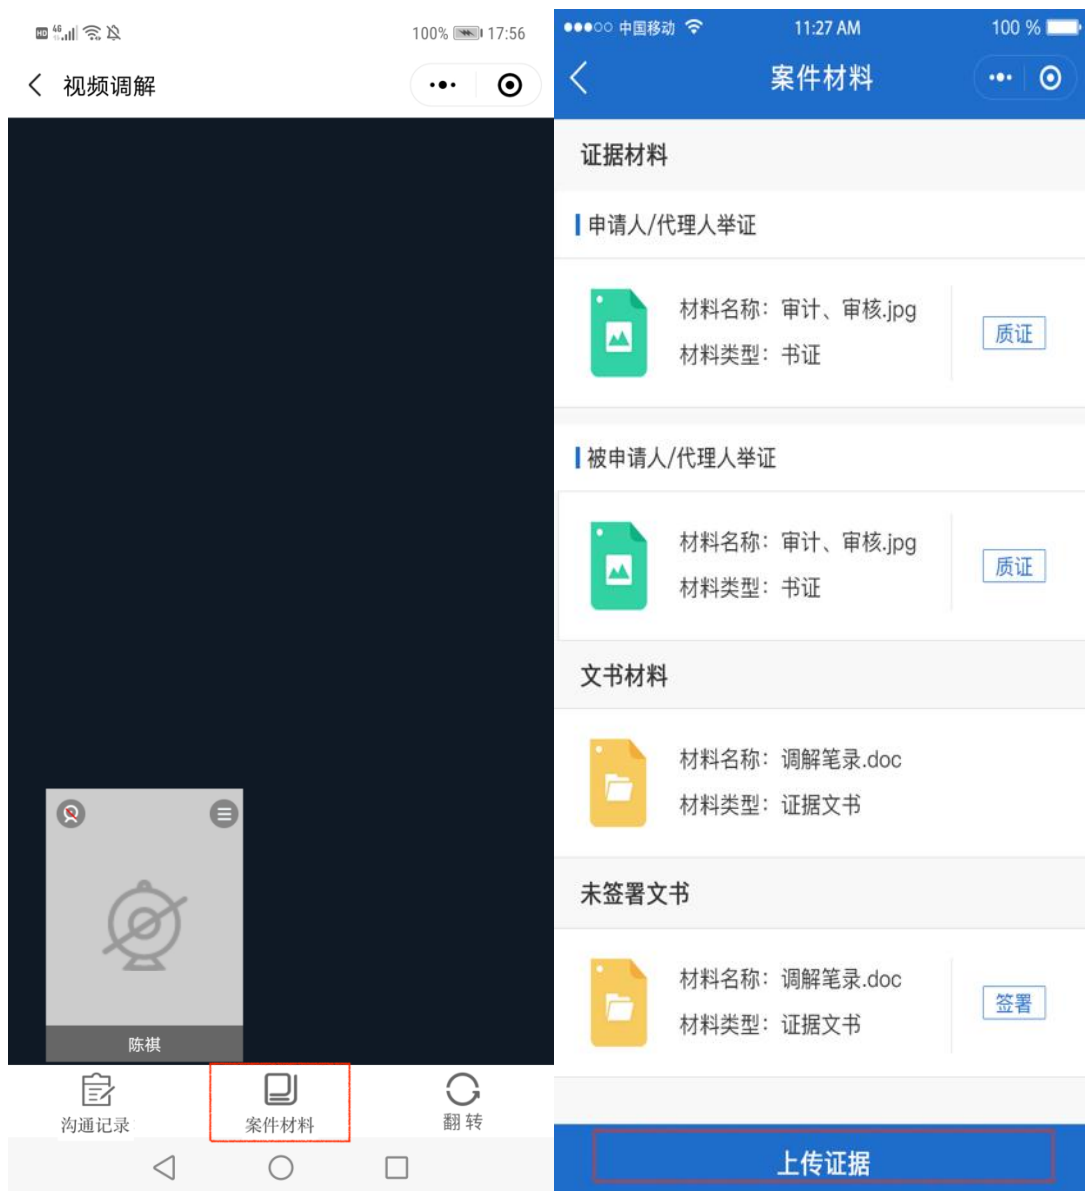 HD 46 100% 17:56
视频调解
陈祺
沟通记录
案件材料
翻转
中国移动 11:27 AM 100 %
案件材料
证据材料
申请人/代理人举证
材料名称：审计、审核.jpg
材料类型：书证
质证
被申请人/代理人举证
材料名称：审计、审核.jpg
材料类型：书证
质证
文书材料
材料名称：调解笔录.doc
材料类型：证据文书
未签署文书
材料名称：调解笔录.doc
材料类型：证据文书
签署
上传证据